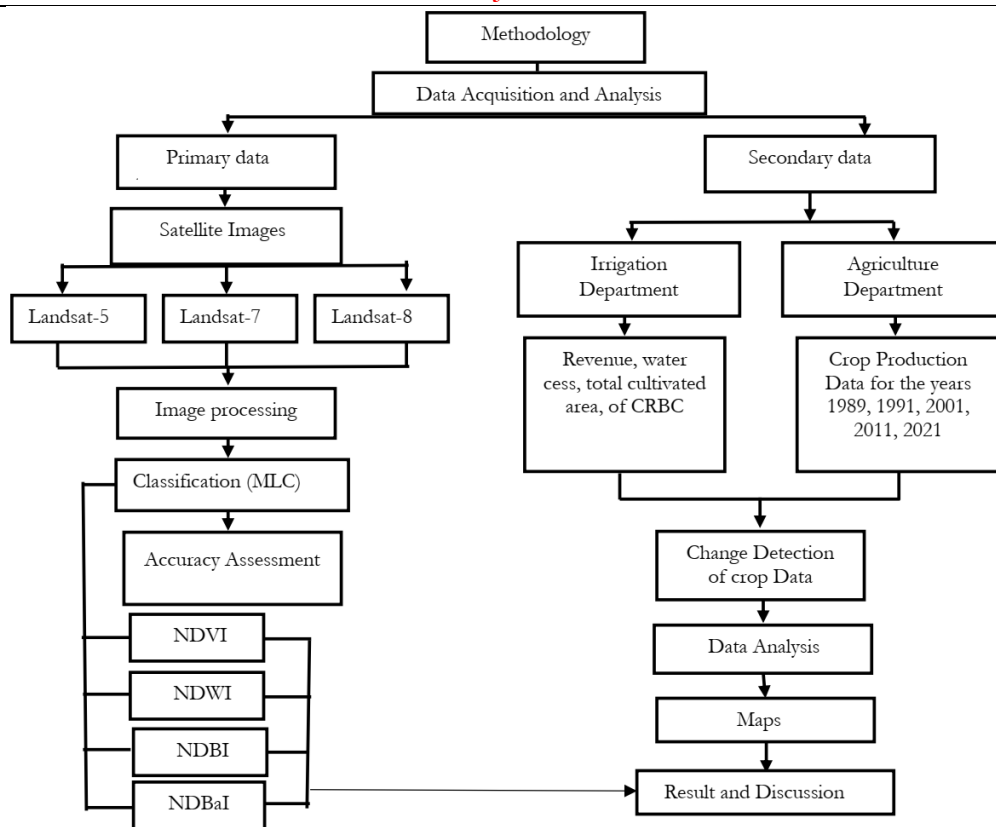 Methodology
Data Acquisition and Analysis
Primary data
Secondary data
Satellite Images
Irrigation
Department
Agriculture
Department
Landsat-5
Landsat-7
Landsat-8
Revenue, water
cess, total cultivated
area, of CRBC
Crop Production
Data for the years
1989, 1991, 2001,
2011, 2021
Image processing
Classification (MLC)
Accuracy Assessment
Change Detection
of crop Data
NDVI
Data Analysis
NDWI
Maps
NDBI
NDBaI
Result and Discussion